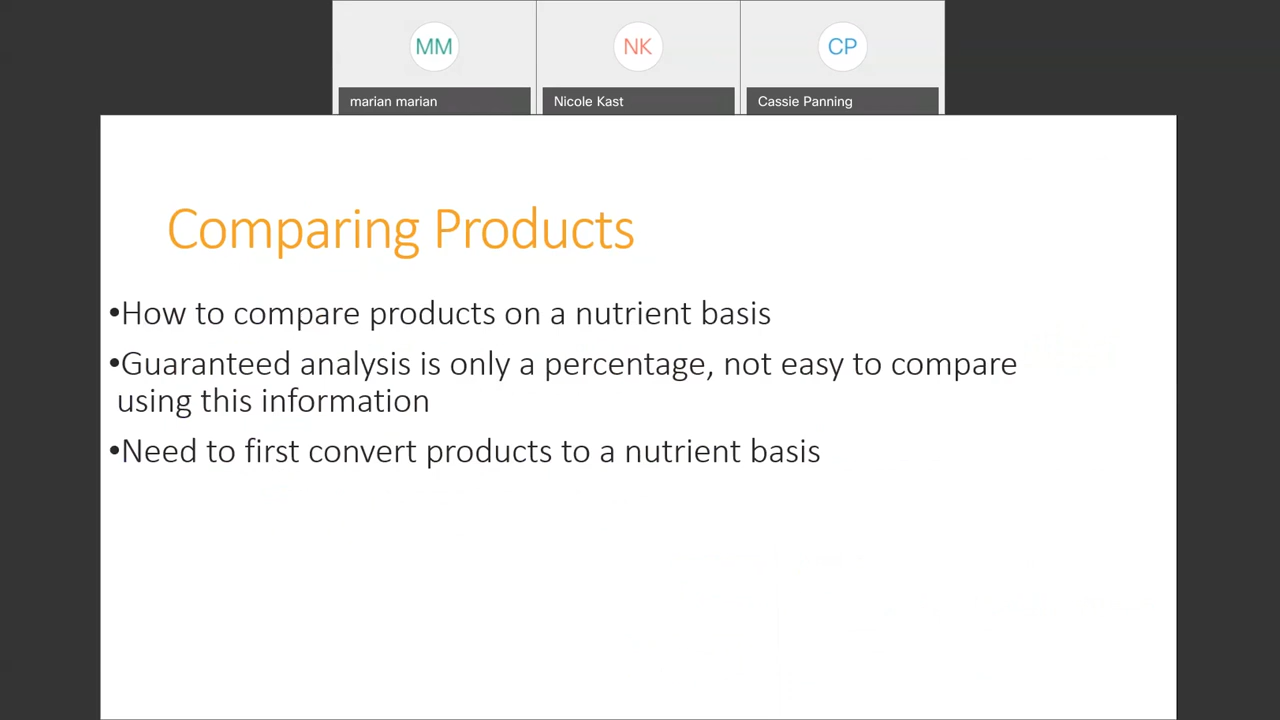 MM NK CP
marian marian Nicole Kast Cassie Panning
Comparing Products
•How to compare products on a nutrient basis
•Guaranteed analysis is only a percentage, not easy to compare
using this information
•Need to first convert products to a nutrient basis